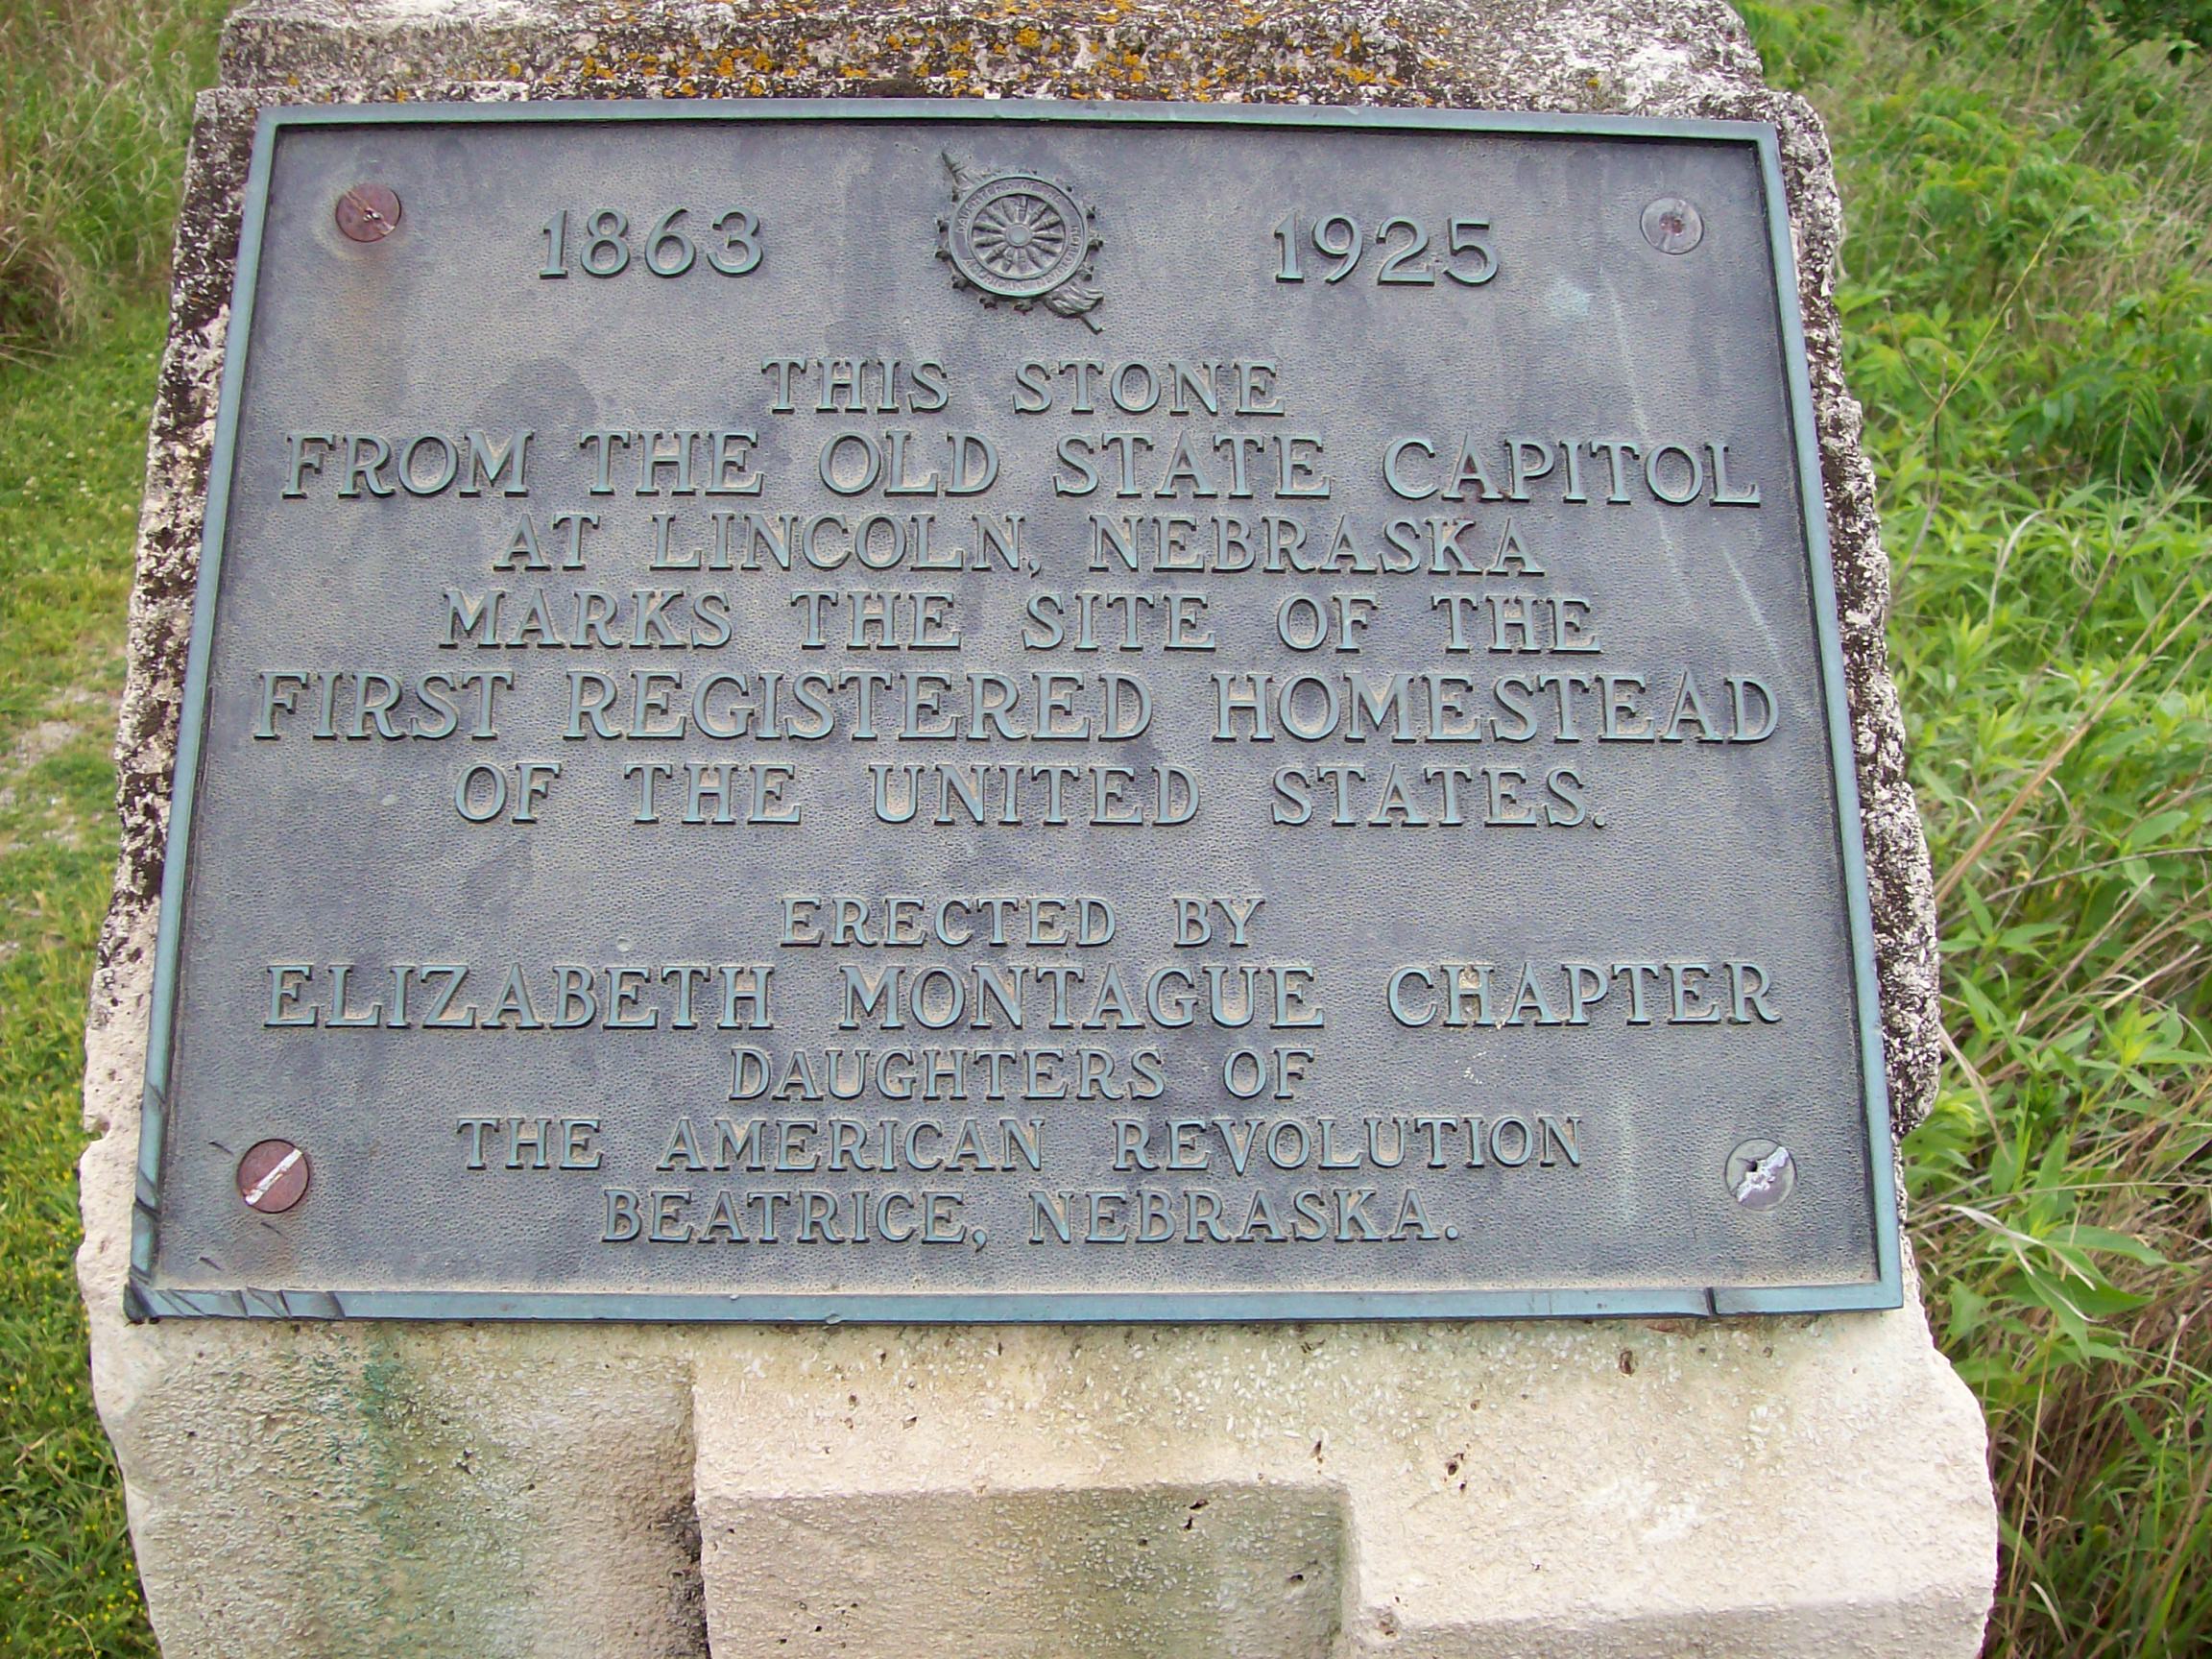 1863 1925
THIS STONE
FROM THE OLD STATE CAPITOL
AT LINCOLN, NEBRASKA
MARKS THE SITE OF THE
FIRST REGISTERED HOMESTEAD
OF THE UNITED STATES.
ERECTED BY
ELIZABETH MONTAGUE CHAPTER
DAUGHTERS OF
THE AMERICAN REVOLUTION
BEATRICE, NEBRASKA.